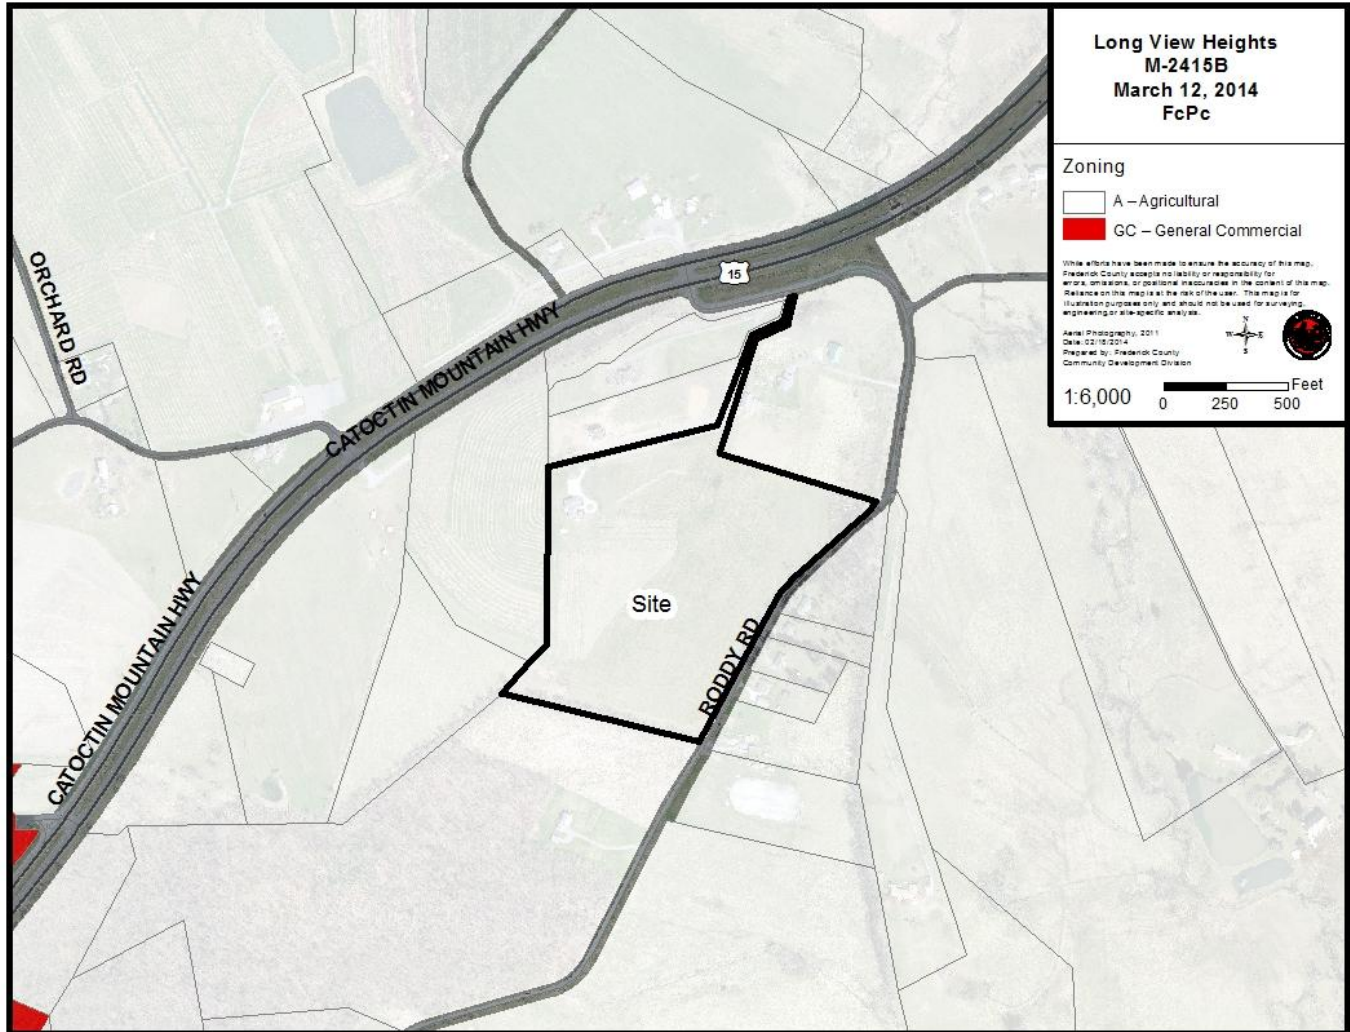 Long View Heights
M-2415B
March 12, 2014
FcPc
Zoning
A – Agricultural
GC – General Commercial
While efforts have been made to ensure the accuracy of this map,
Frederick County accepts no liability or responsibility for
errors, omissions, or positional inaccuracies in the content of this map.
Reliance on this map is at the risk of the user. This map is for
illustration purposes only and should not be used for surveying,
engineering, or site-specific analysis.
Aerial Photography, 2011
Date: 02/18/2014
Prepared by: Frederick County
Community Development Division
N
W E
S
1:6,000
Feet
0 250 500
15
ORCHARD RD
CATOCTIN MOUNTAIN HWY
CATOCTIN MOUNTAIN HWY
Site
RODDY RD